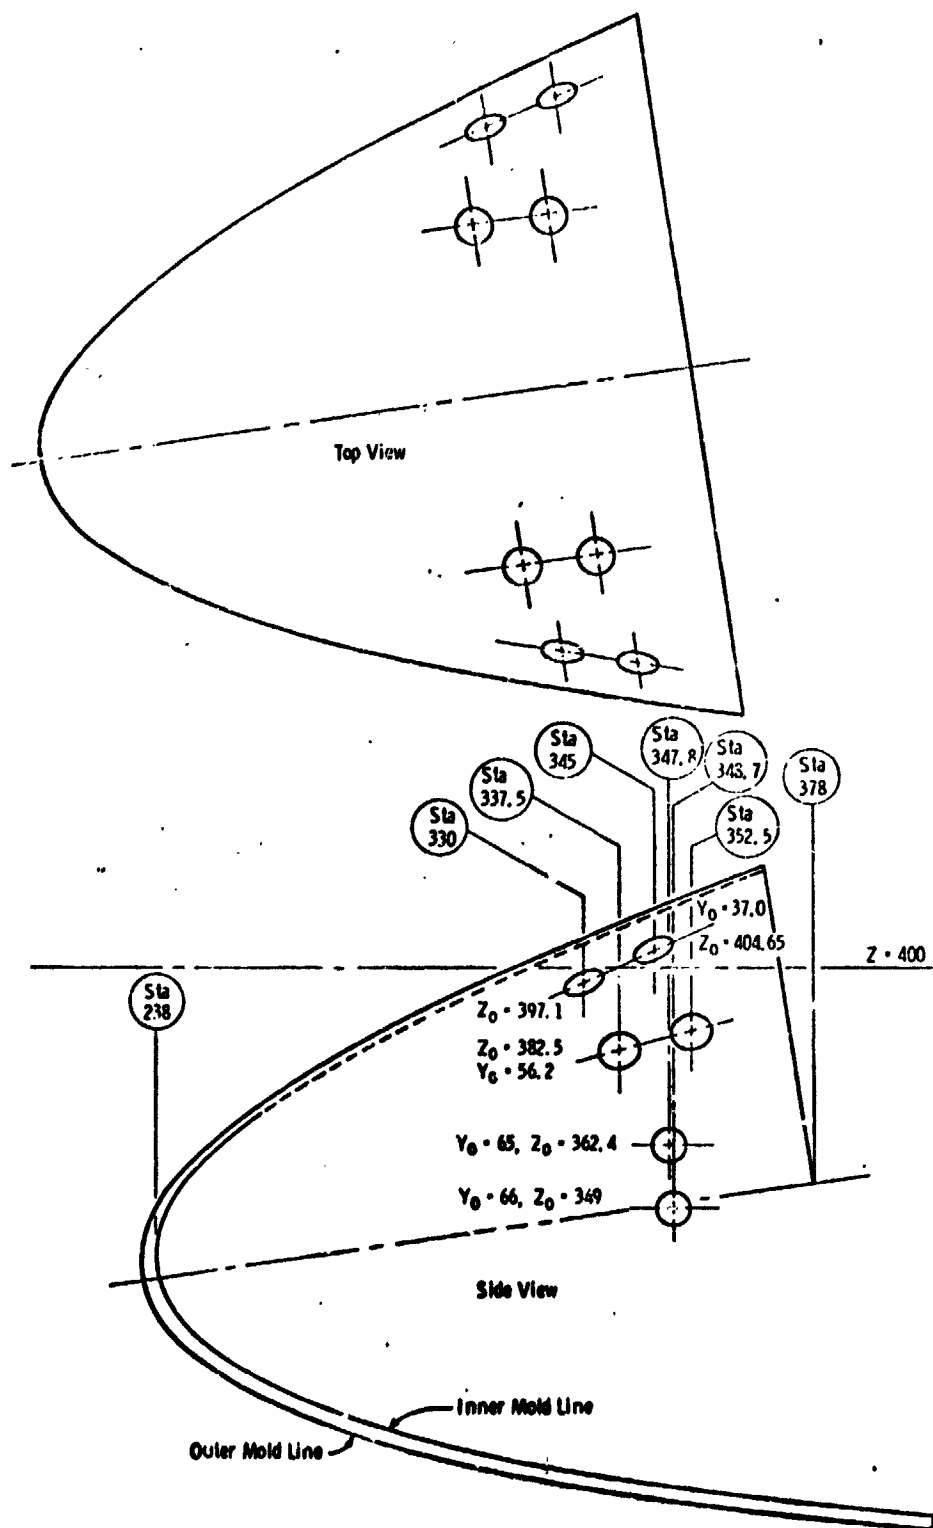 Top View
Sta
345
Sta
347.8
Sta
348.7
Sta
378
Sta
337.5
Sta
330
Sta
352.5
Y₀ = 37.0
Z₀ = 404.65
Z = 400
Sta
238
Z₀ = 397.1
Z₀ = 382.5
Y₀ = 56.2
Y₀ = 65, Z₀ = 362.4
Y₀ = 66, Z₀ = 349
Side View
Inner Mold Line
Outer Mold Line